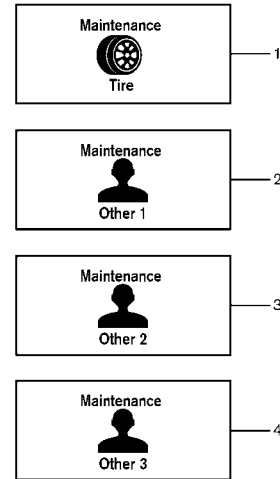 Maintenance
1
Tire
Maintenance
2
Other 1
Maintenance
3
Other 2
Maintenance
4
Other 3